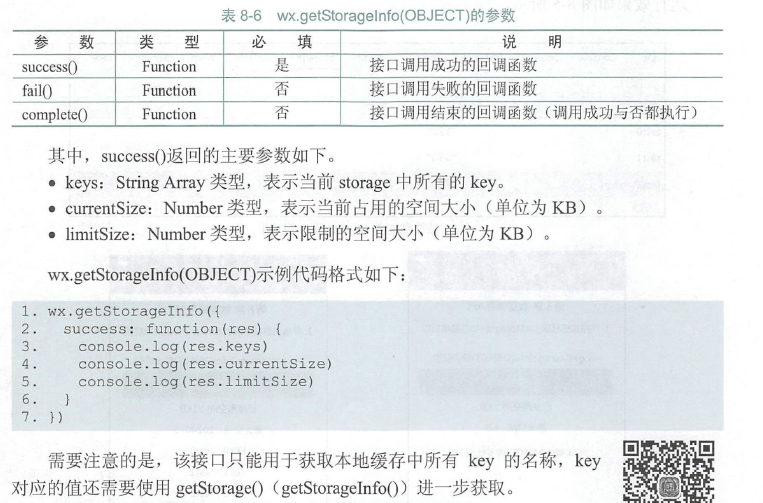 表 8-6 wx.getStorageInfo(OBJECT)的参数
参 数 类 型 必 填 说 明
success() Function 是 接口调用成功的回调函数
fail() Function 否 接口调用失败的回调函数
complete() Function 否 接口调用结束的回调函数（调用成功与否都执行）
其中，success()返回的主要参数如下。
• keys：String Array 类型，表示当前 storage 中所有的 key。
• currentSize：Number 类型，表示当前占用的空间大小（单位为 KB）。
• limitSize：Number 类型，表示限制的空间大小（单位为 KB）。
wx.getStorageInfo(OBJECT)示例代码格式如下：
1. wx.getStorageInfo({
2. success: function(res) {
3. console.log(res.keys)
4. console.log(res.currentSize)
5. console.log(res.limitSize)
6. }
7. })
需要注意的是，该接口只能用于获取本地缓存中所有 key 的名称，key
对应的值还需要使用 getStorage()（getStorageInfo()）进一步获取。